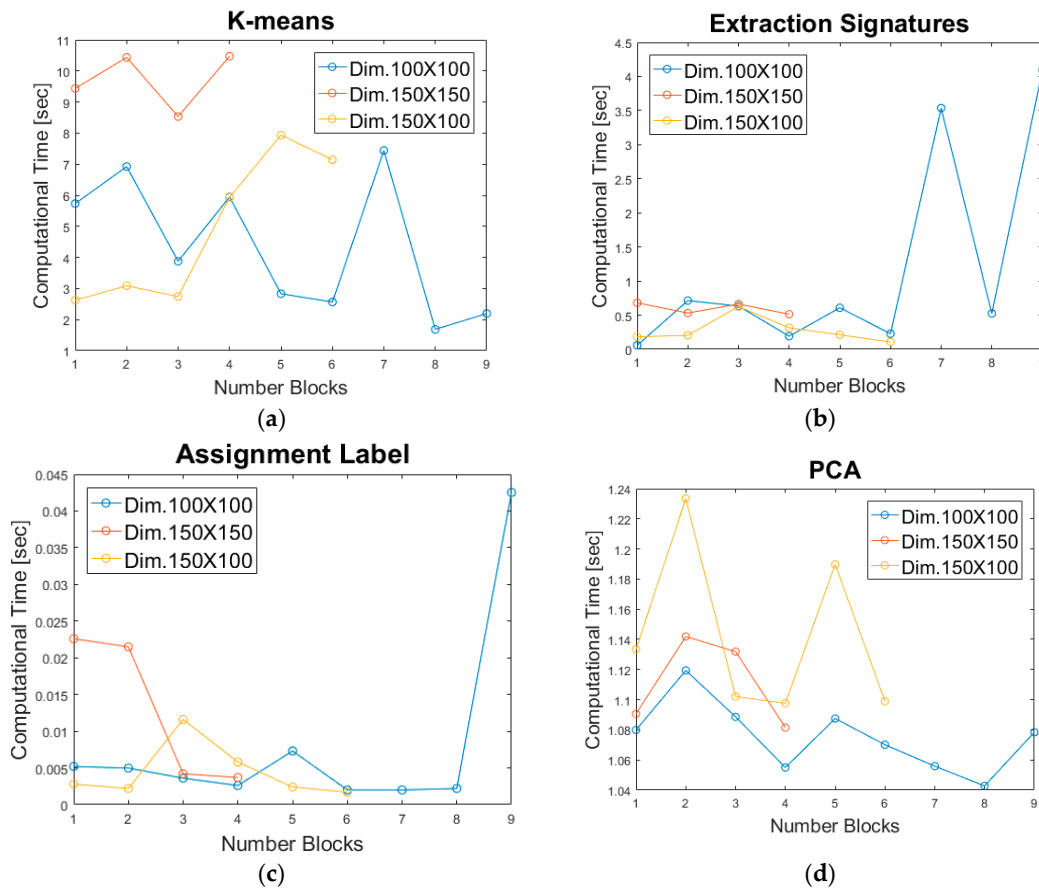 K-means
11
10
9
8
7
6
5
4
3
2
1
Computational Time [sec]
Dim.100X100
Dim.150X150
Dim.150X100
1 2 3 4 5 6 7 8 9
Number Blocks
(a)
Extraction Signatures
4.5
4
3.5
3
2.5
2
1.5
1
0.5
0
Computational Time [sec]
Dim.100X100
Dim.150X150
Dim.150X100
1 2 3 4 5 6 7 8
Number Blocks
(b)
Assignment Label
0.045
0.04
0.035
0.03
0.025
0.02
0.015
0.01
0.005
0
Computational Time [sec]
Dim.100X100
Dim.150X150
Dim.150X100
1 2 3 4 5 6 7 8 9
Number Blocks
(c)
PCA
1.24
1.22
1.2
1.18
1.16
1.14
1.12
1.1
1.08
1.06
1.04
Computational Time [sec]
Dim.100X100
Dim.150X150
Dim.150X100
1 2 3 4 5 6 7 8 9
Number Blocks
(d)